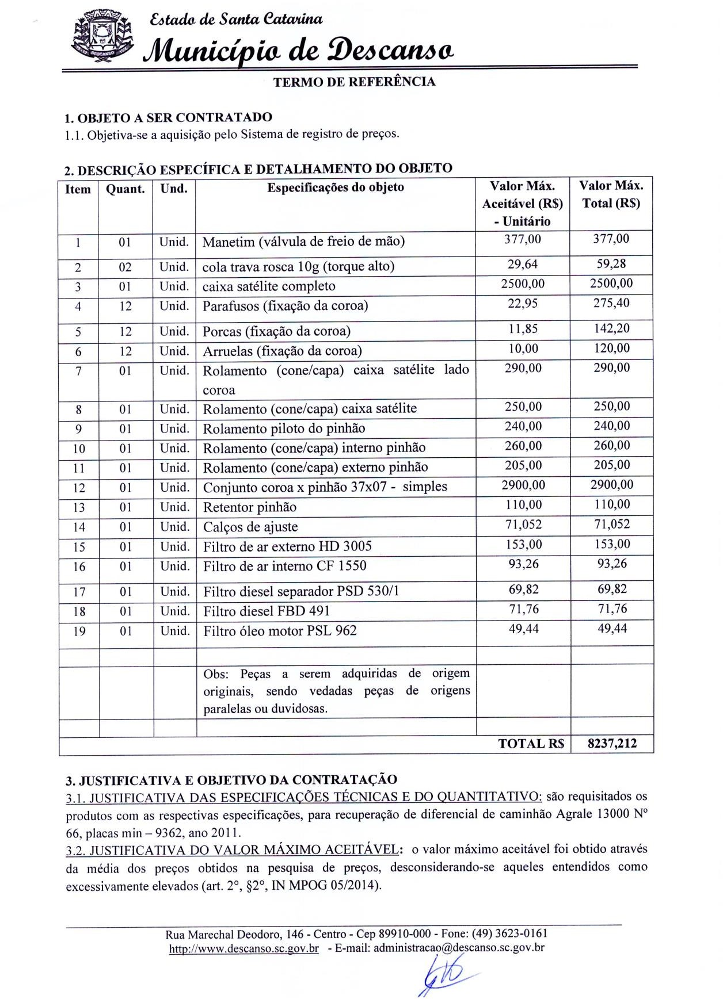 Estado de Santa Catarina
Município de Descanso
TERMO DE REFERÊNCIA
1. OBJETO A SER CONTRATADO
1.1. Objetiva-se a aquisição pelo Sistema de registro de preços.
2. DESCRIÇÃO ESPECÍFICA E DETALHAMENTO DO OBJETO
Item Quant. Und. Especificações do objeto Valor Máx. Aceitável (R$) - Unitário Valor Máx. Total (R$)
1 01 Unid. Manetim (válvula de freio de mão) 377,00 377,00
2 02 Unid. cola trava rosca 10g (torque alto) 29,64 59,28
3 01 Unid. caixa satélite completo 2500,00 2500,00
4 12 Unid. Parafusos (fixação da coroa) 22,95 275,40
5 12 Unid. Porcas (fixação da coroa) 11,85 142,20
6 12 Unid. Arruelas (fixação da coroa) 10,00 120,00
7 01 Unid. Rolamento (cone/capa) caixa satélite lado 290,00 290,00
coroa
8 01 Unid. Rolamento (cone/capa) caixa satélite 250,00 250,00
9 01 Unid. Rolamento piloto do pinhão 240,00 240,00
10 01 Unid. Rolamento (cone/capa) interno pinhão 260,00 260,00
11 01 Unid. Rolamento (cone/capa) externo pinhão 205,00 205,00
12 01 Unid. Conjunto coroa x pinhão 37x07 - simples 2900,00 2900,00
13 01 Unid. Retentor pinhão 110,00 110,00
14 01 Unid. Calços de ajuste 71,052 71,052
15 01 Unid. Filtro de ar externo HD 3005 153,00 153,00
16 01 Unid. Filtro de ar interno CF 1550 93,26 93,26
17 01 Unid. Filtro diesel separador PSD 530/1 69,82 69,82
18 01 Unid. Filtro diesel FBD 491 71,76 71,76
19 01 Unid. Filtro óleo motor PSL 962 49,44 49,44
Obs: Peças a serem adquiridas de origem
originais, sendo vedadas peças de origens
paralelas ou duvidosas.
TOTAL R$ 8237,212
3. JUSTIFICATIVA E OBJETIVO DA CONTRATAÇÃO
3.1. JUSTIFICATIVA DAS ESPECIFICAÇÕES TÉCNICAS E DO QUANTITATIVO: são requisitados os
produtos com as respectivas especificações, para recuperação de diferencial de caminhão Agrale 13000 Nº
66, placas min – 9362, ano 2011.
3.2. JUSTIFICATIVA DO VALOR MÁXIMO ACEITÁVEL: o valor máximo aceitável foi obtido através
da média dos preços obtidos na pesquisa de preços, desconsiderando-se aqueles entendidos como
excessivamente elevados (art. 2°, §2°, IN MPOG 05/2014).
Rua Marechal Deodoro, 146 - Centro - Cep 89910-000 - Fone: (49) 3623-0161
http://www.descanso.sc.gov.br - E-mail: administracao@descanso.sc.gov.br